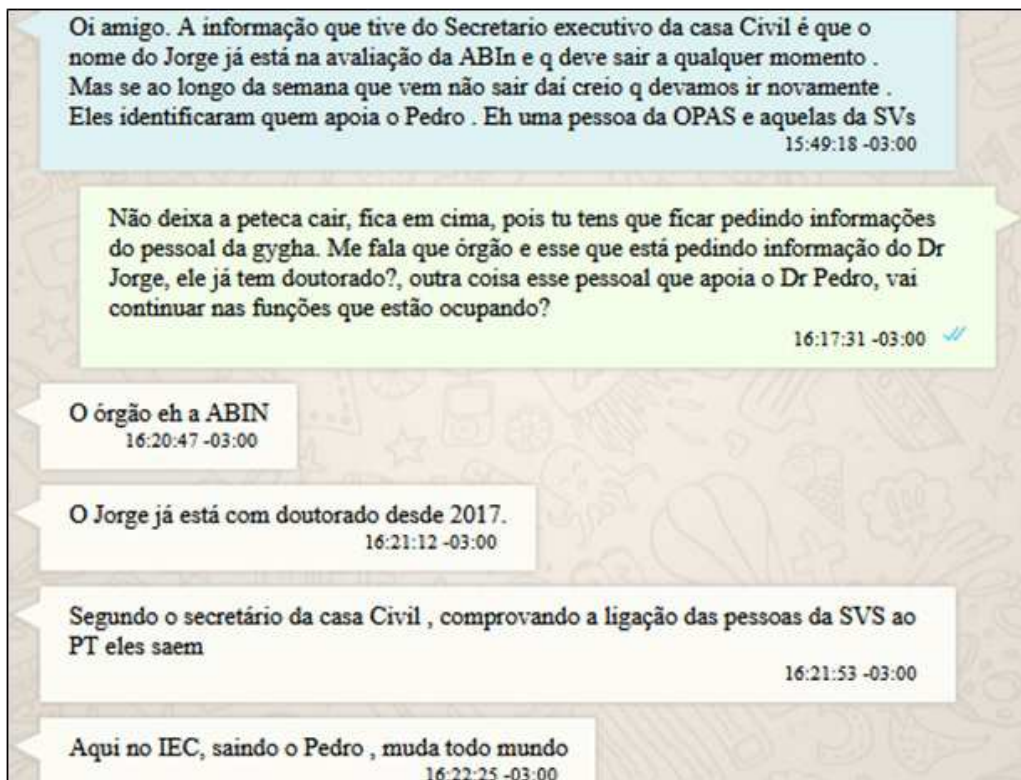 Oi amigo. A informação que tive do Secretario executivo da casa Civil é que o
nome do Jorge já está na avaliação da ABIn e q deve sair a qualquer momento .
Mas se ao longo da semana que vem não sair daí creio q devamos ir novamente .
Eles identificaram quem apoia o Pedro . Eh uma pessoa da OPAS e aquelas da SVs
15:49:18 -03:00
Não deixa a peteca cair, fica em cima, pois tu tens que ficar pedindo informações
do pessoal da gygha. Me fala que órgão e esse que está pedindo informação do Dr
Jorge, ele já tem doutorado?, outra coisa esse pessoal que apoia o Dr Pedro, vai
continuar nas funções que estão ocupando?
16:17:31 -03:00
O órgão eh a ABIN
16:20:47 -03:00
O Jorge já está com doutorado desde 2017.
16:21:12 -03:00
Segundo o secretário da casa Civil , comprovando a ligação das pessoas da SVS ao
PT eles saem
16:21:53 -03:00
Aqui no IEC, saindo o Pedro , muda todo mundo
16:22:25 -03:00